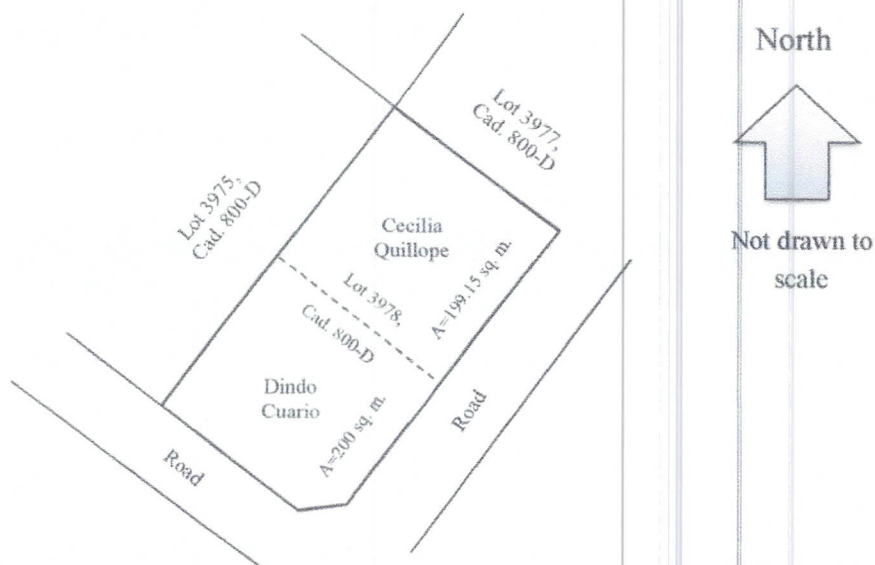 North
Not drawn to
scale
Lot 3977,
Cad. 800-D
Lot 3975,
Cad. 800-D
Cecilia
Quillope
A=199.15 sq. m.
Lot 3978,
Cad. 800-D
Dindo
Cuario
A=200 sq. m.
Road
Road